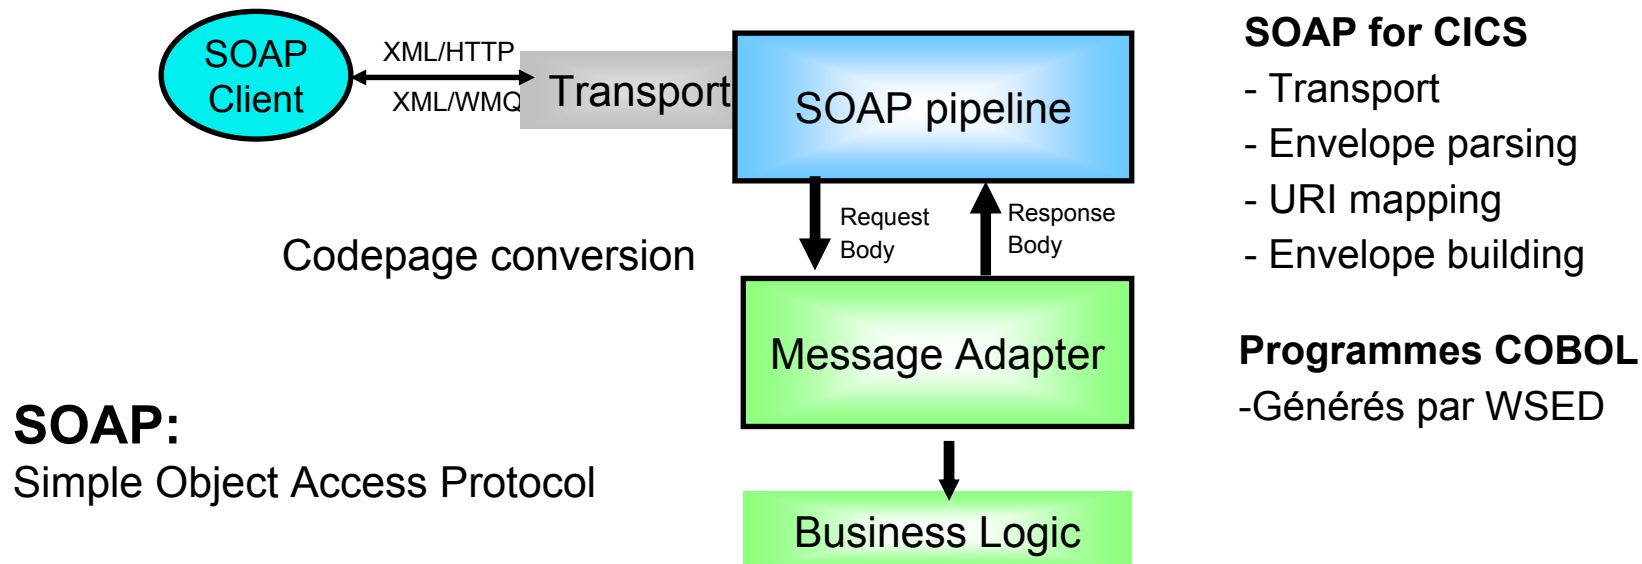 SOAP
Client
XML/HTTP
XML/WMQ
Transport
SOAP pipeline
Request
Body
Response
Body
Codepage conversion
Message Adapter
Business Logic
SOAP:
Simple Object Access Protocol
SOAP for CICS
- Transport
- Envelope parsing
- URI mapping
- Envelope building
Programmes COBOL
-Générés par WSED